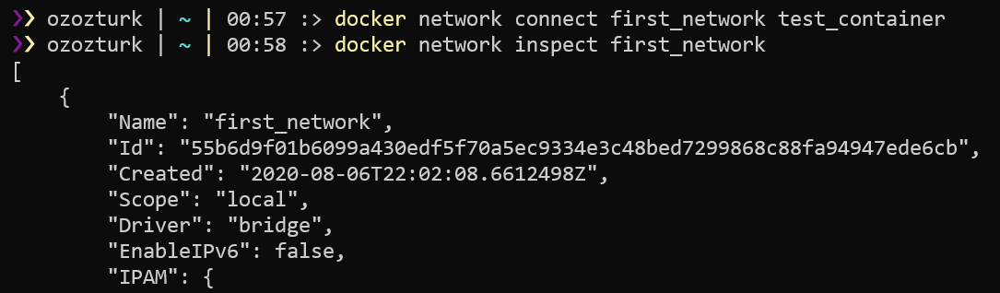 ❯❯ ozozturk | ~ | 00:57 :> docker network connect first_network test_container
❯❯ ozozturk | ~ | 00:58 :> docker network inspect first_network
[
    {
        "Name": "first_network",
        "Id": "55b6d9f01b6099a430edf5f70a5ec9334e3c48bed7299868c88fa94947ede6cb",
        "Created": "2020-08-06T22:02:08.6612498Z",
        "Scope": "local",
        "Driver": "bridge",
        "EnableIPv6": false,
        "IPAM": {